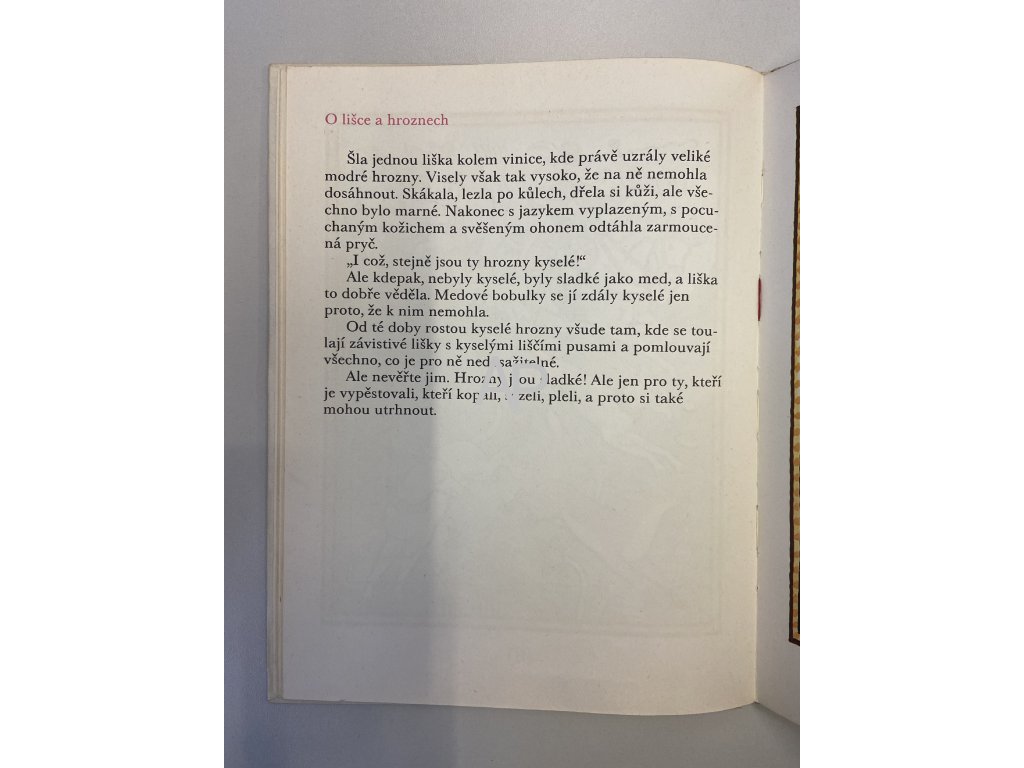 O lišce a hroznech
Šla jednou liška kolem vinice, kde právě uzrály veliké
modré hrozny. Visely však tak vysoko, že na ně nemohla
dosáhnout. Skákala, lezla po kůlech, dřela si kůži, ale vše-
chno bylo marné. Nakonec s jazykem vyplazeným, s pocu-
chaným kožichem a svěšeným ohonem odtáhla zarmouce-
ná pryč.
„I což, stejně jsou ty hrozny kyselé!“
Ale kdepak, nebyly kyselé, byly sladké jako med, a liška
to dobře věděla. Medové bobulky se jí zdály kyselé jen
proto, že k nim nemohla.
Od té doby rostou kyselé hrozny všude tam, kde se tou-
lají závistivé lišky s kyselými liščími pusami a pomlouvají
všechno, co je pro ně nedosažitelné.
Ale nevěřte jim. Hrozny jsou sladké! Ale jen pro ty, kteří
je vypěstovali, kteří kopali, pleli, a proto si také
mohou utrhnout.